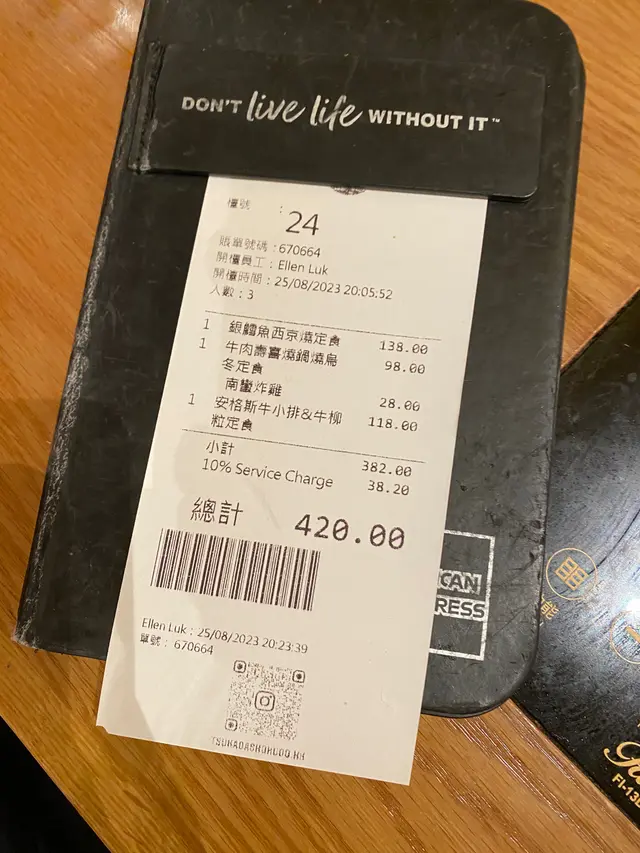 DON'T live life WITHOUT IT™
檯號 :
24
賬單號碼 : 670664
開檯員工 : Ellen Luk
開檯時間 : 25/08/2023 20:05:52
人數 : 3
1 銀鱈魚西京燒定食 138.00
1 牛肉壽喜燒鍋燒烏 98.00
冬定食
南蠻炸雞 28.00
1 安格斯牛小排&牛柳 118.00
粒定食
小計 382.00
10% Service Charge 38.20
總計 420.00
CAN
RESS
Ellen Luk : 25/08/2023 20:23:39
單號 : 670664
能
FI-13